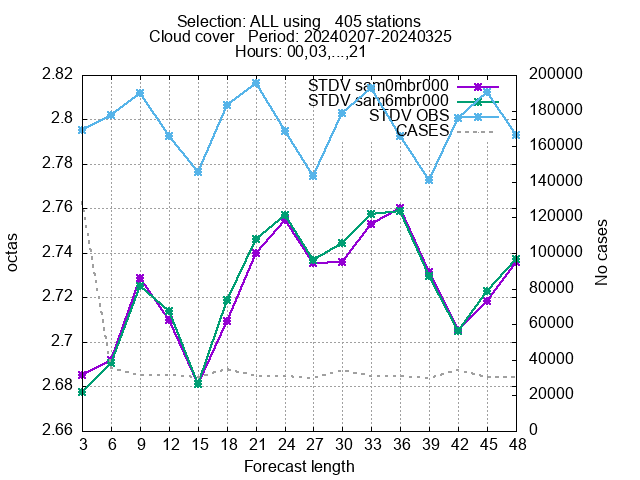 Selection: ALL using   405 stations
Cloud cover   Period: 20240207-20240325
Hours: 00,03,...,21
STDV sam0mbr000
STDV sam6mbr000
STDV OBS
CASES
2.82
2.8
2.78
2.76
2.74
2.72
2.7
2.68
2.66
octas
200000
180000
160000
140000
120000
100000
80000
60000
40000
20000
0
No cases
3 6 9 12 15 18 21 24 27 30 33 36 39 42 45 48
Forecast length